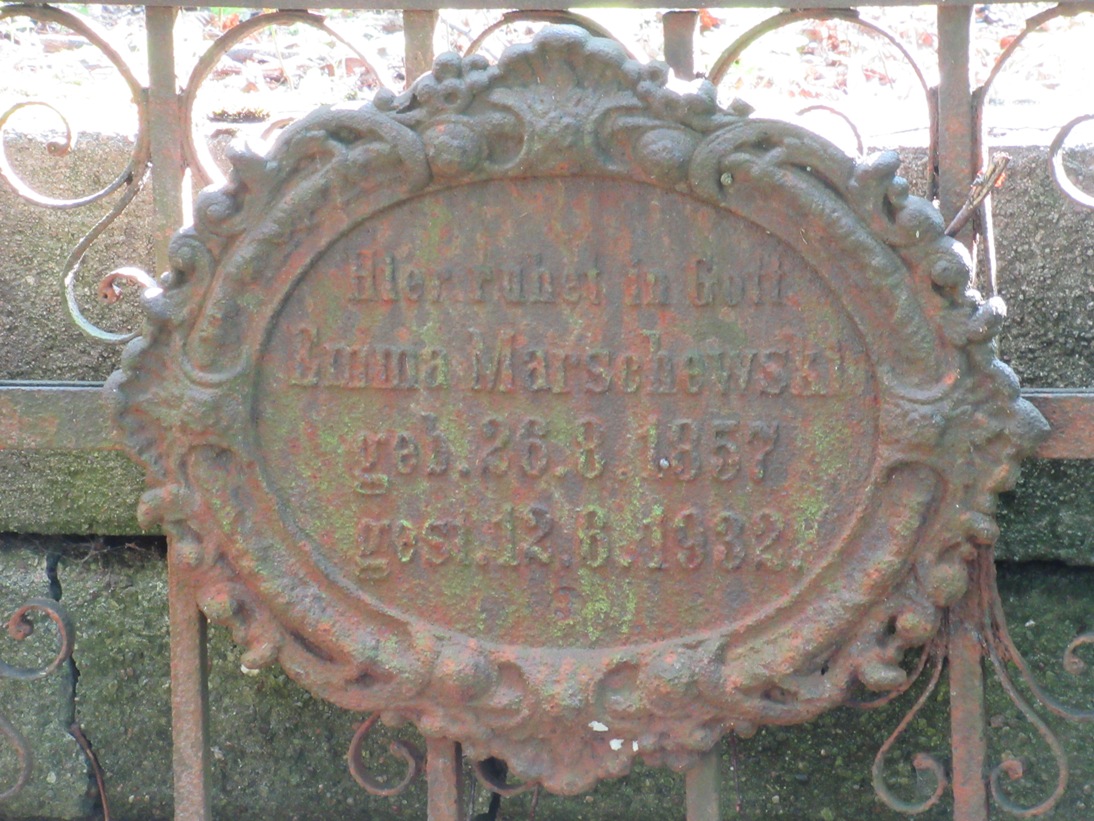 Hier ruhet in Gott
Emma Marschewski
geb. 26.8. 1857
gest. 12.6. 1932.